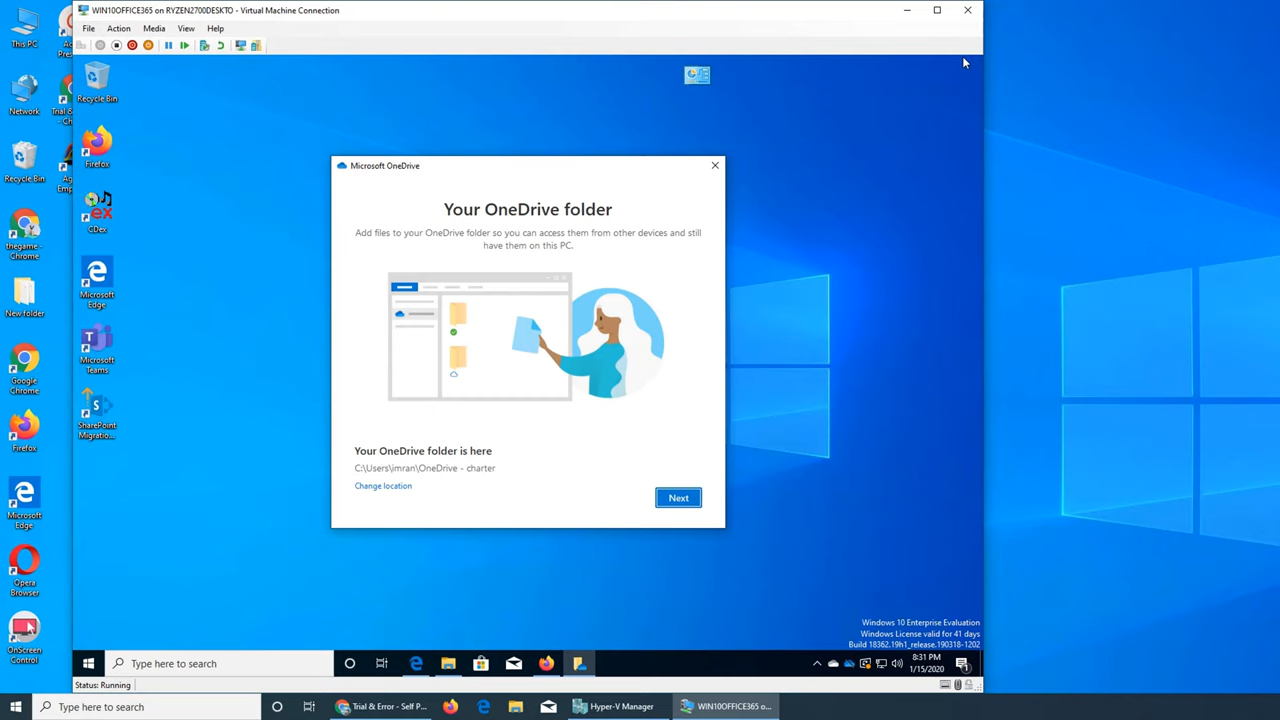 WIN10OFFICE365 on RYZEN2700DESKTO - Virtual Machine Connection
File Action Media View Help
This PC
Network
Recycle Bin
thegame - Chrome
New folder
Google Chrome
Firefox
Microsoft Edge
Opera Browser
OnScreen Control
Recycle Bin
Firefox
CDex
Microsoft Edge
Microsoft Teams
SharePoint Migratio...
Microsoft OneDrive
Your OneDrive folder
Add files to your OneDrive folder so you can access them from other devices and still
have them on this PC.
Your OneDrive folder is here
C:\Users\imran\OneDrive - charter
Change location
Next
Windows 10 Enterprise Evaluation
Windows License valid for 41 days
Build 18362.19h1_release.190318-1202
Type here to search
8:31 PM
1/15/2020
Status: Running
Type here to search
Trial & Error - Self P...
Hyper-V Manager
WIN10OFFICE365 o...